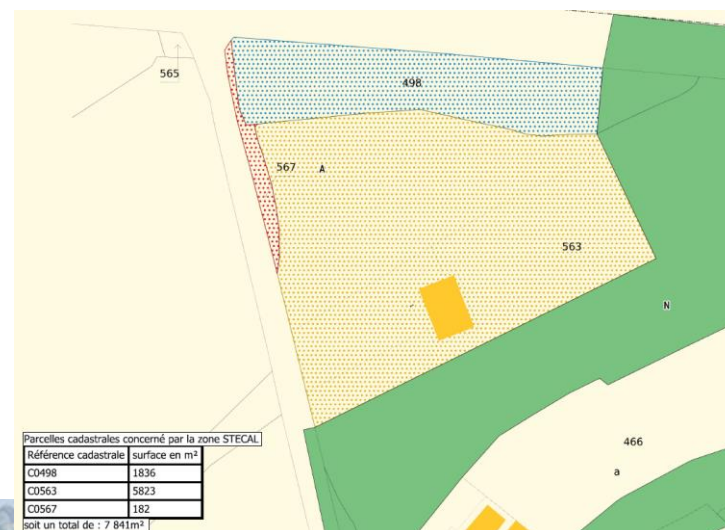 565
498
567
A
563
N
466
a
Parcelles cadastrales concerné par la zone STECAL
Référence cadastrale surface en m²
C0498 1836
C0563 5823
C0567 182
soit un total de : 7 841m²